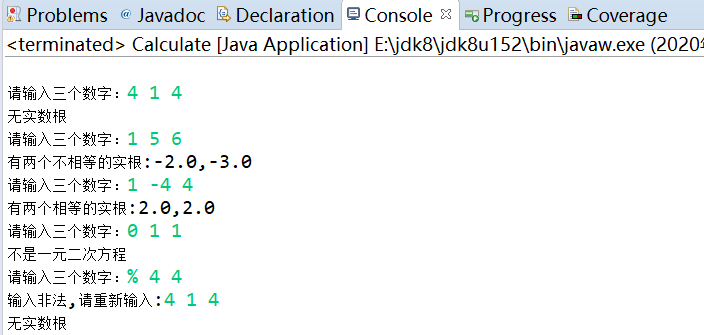 Problems @ Javadoc Declaration Console Progress Coverage
<terminated> Calculate [Java Application] E:\jdk8\jdk8u152\bin\javaw.exe (2020
请输入三个数字：4 1 4
无实数根
请输入三个数字：1 5 6
有两个不相等的实根:-2.0,-3.0
请输入三个数字：1 -4 4
有两个相等的实根:2.0,2.0
请输入三个数字：0 1 1
不是一元二次方程
请输入三个数字：% 4 4
输入非法,请重新输入:4 1 4
无实数根